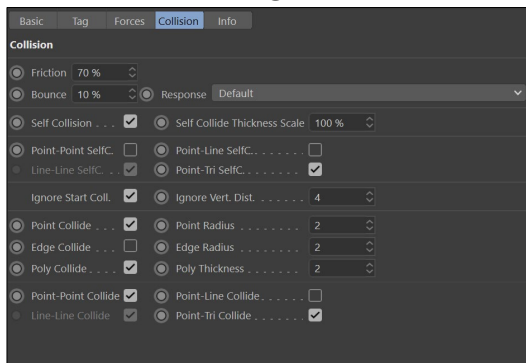 Basic Tag Forces Collision Info
Collision
Friction 70 %
Bounce 10 % Response Default
Self Collision . . . Self Collide Thickness Scale 100 %
Point-Point SelfC. Point-Line SelfC. . . . . . . .
Line-Line SelfC. . Point-Tri SelfC. . . . . . . . .
Ignore Start Coll. Ignore Vert. Dist. . . . . . . 4
Point Collide . . . Point Radius . . . . . . . . 2
Edge Collide . . . Edge Radius . . . . . . . . 2
Poly Collide . . . . Poly Thickness . . . . . . . 2
Point-Point Collide Point-Line Collide. . . . . .
Line-Line Collide Point-Tri Collide . . . . . . .